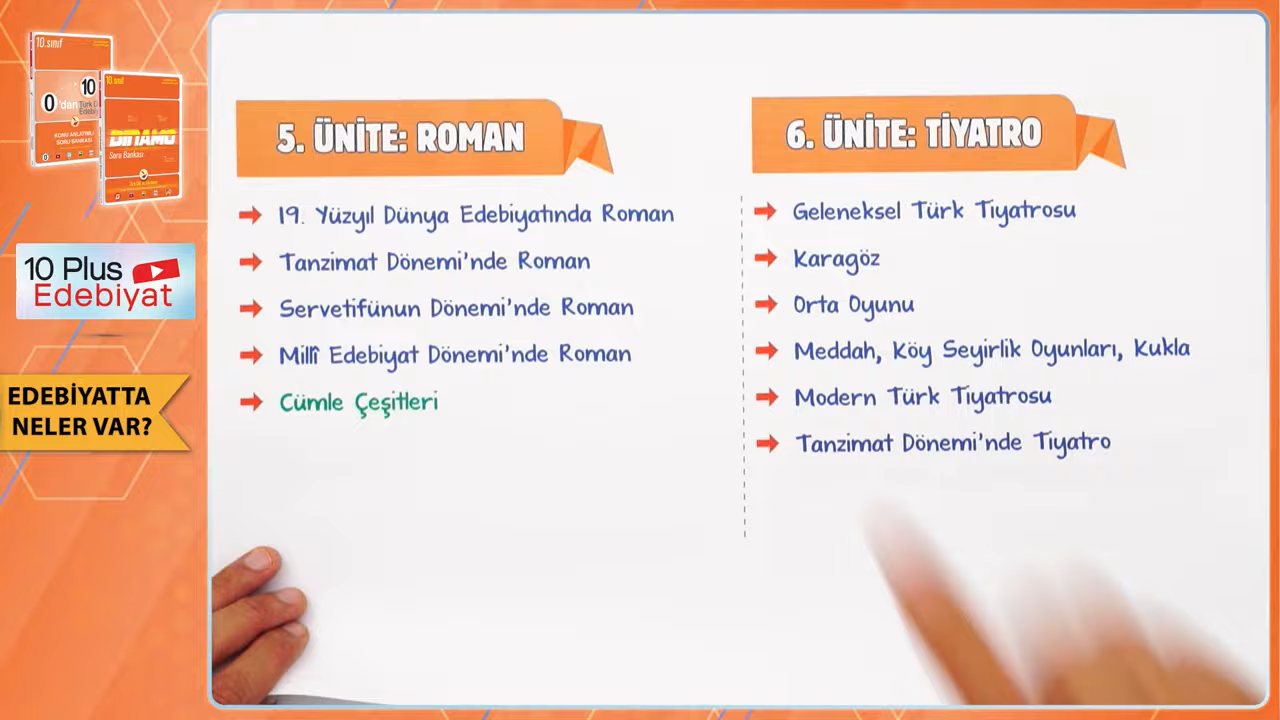 10.sınıf
0'dan 10
KONU ANLATIMLI
SORU BANKASI
10.sınıf
DİNAMO
Soru Bankası
10 Plus
Edebiyat
EDEBİYATTA
NELER VAR?
5. ÜNİTE: ROMAN
19. Yüzyıl Dünya Edebiyatında Roman
Tanzimat Dönemi'nde Roman
Servetifünun Dönemi'nde Roman
Millî Edebiyat Dönemi'nde Roman
Cümle Çeşitleri
6. ÜNİTE: TİYATRO
Geleneksel Türk Tiyatrosu
Karagöz
Orta Oyunu
Meddah, Köy Seyirlik Oyunları, Kukla
Modern Türk Tiyatrosu
Tanzimat Dönemi'nde Tiyatro